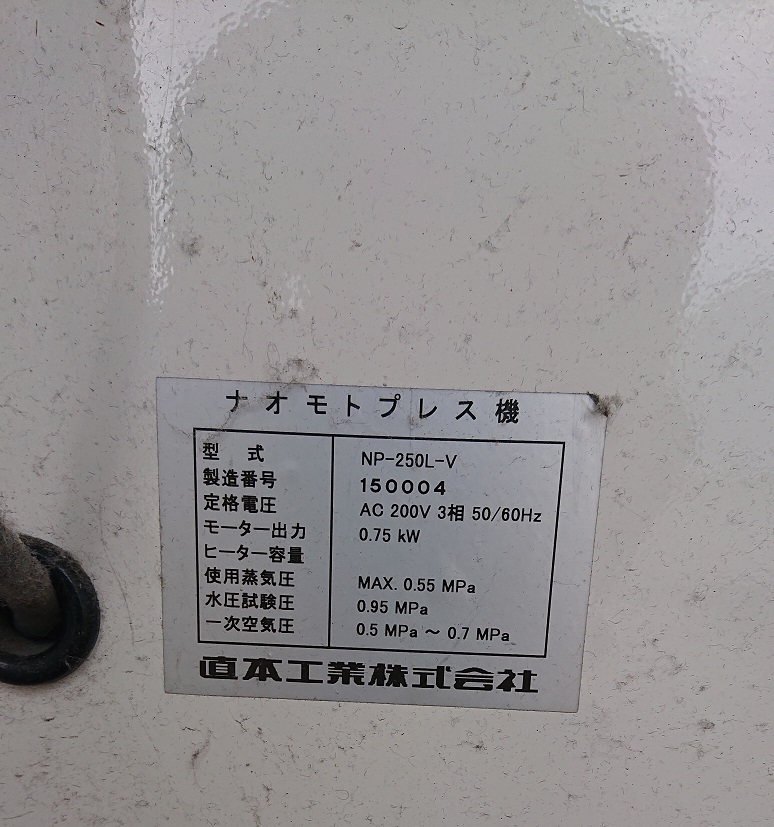 ナオモトプレス機
型式 NP-250L-V
製造番号 150004
定格電圧 AC 200V 3相 50/60Hz
モーター出力 0.75 kW
ヒーター容量
使用蒸気圧 MAX. 0.55 MPa
水圧試験圧 0.95 MPa
一次空気圧 0.5 MPa ～ 0.7 MPa
直本工業株式会社